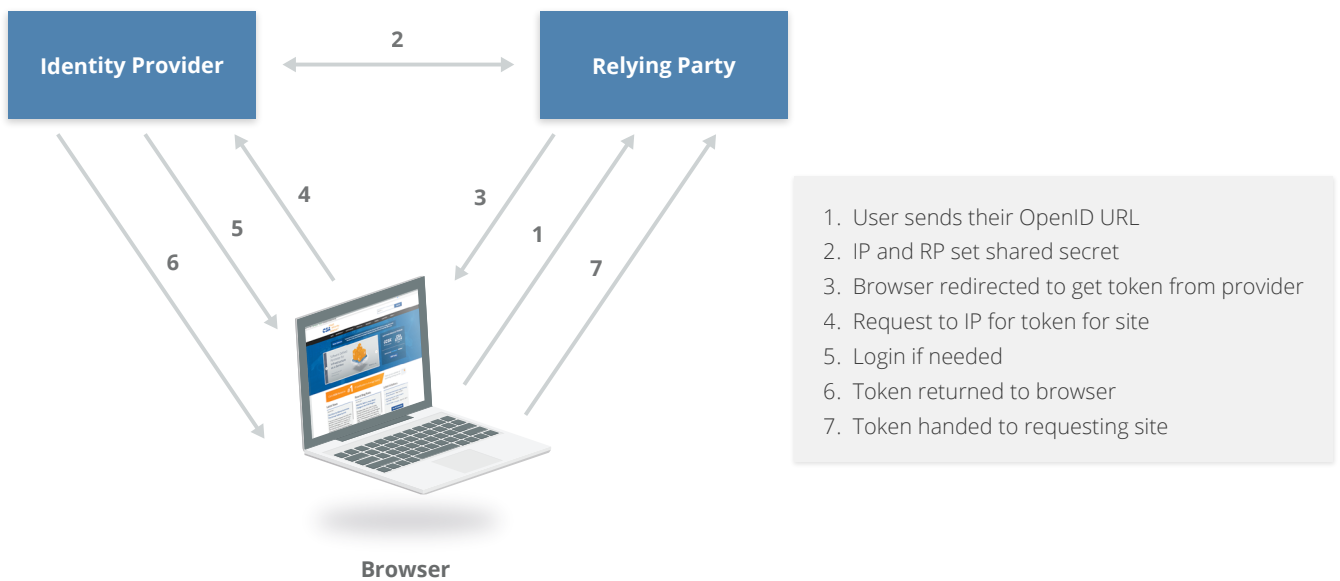 Identity Provider
2
Relying Party
4
3
5
1
6
7
1. User sends their OpenID URL
2. IP and RP set shared secret
3. Browser redirected to get token from provider
4. Request to IP for token for site
5. Login if needed
6. Token returned to browser
7. Token handed to requesting site
Browser